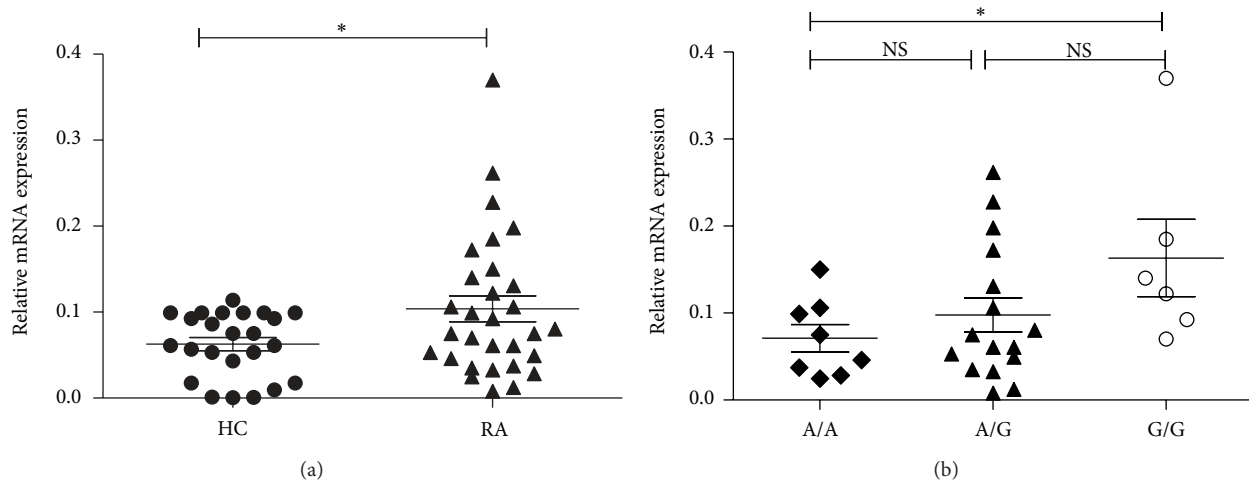 *
0.4
0.3
0.2
0.1
0.0
Relative mRNA expression
HC
RA
(a)
*
NS
NS
0.4
0.3
0.2
0.1
0.0
Relative mRNA expression
A/A
A/G
G/G
(b)